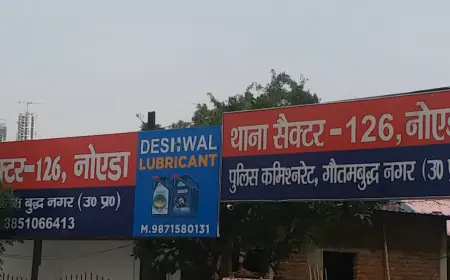 क्टर-126, नोएडा
म बुद्ध नगर (उ0 प्र0)
3851066413
DESHWAL
LUBRICANT
M.9871580131
थाना सैक्टर-126, नोएड
पुलिस कमिश्नरेट, गौतमबुद्ध नगर (उ0